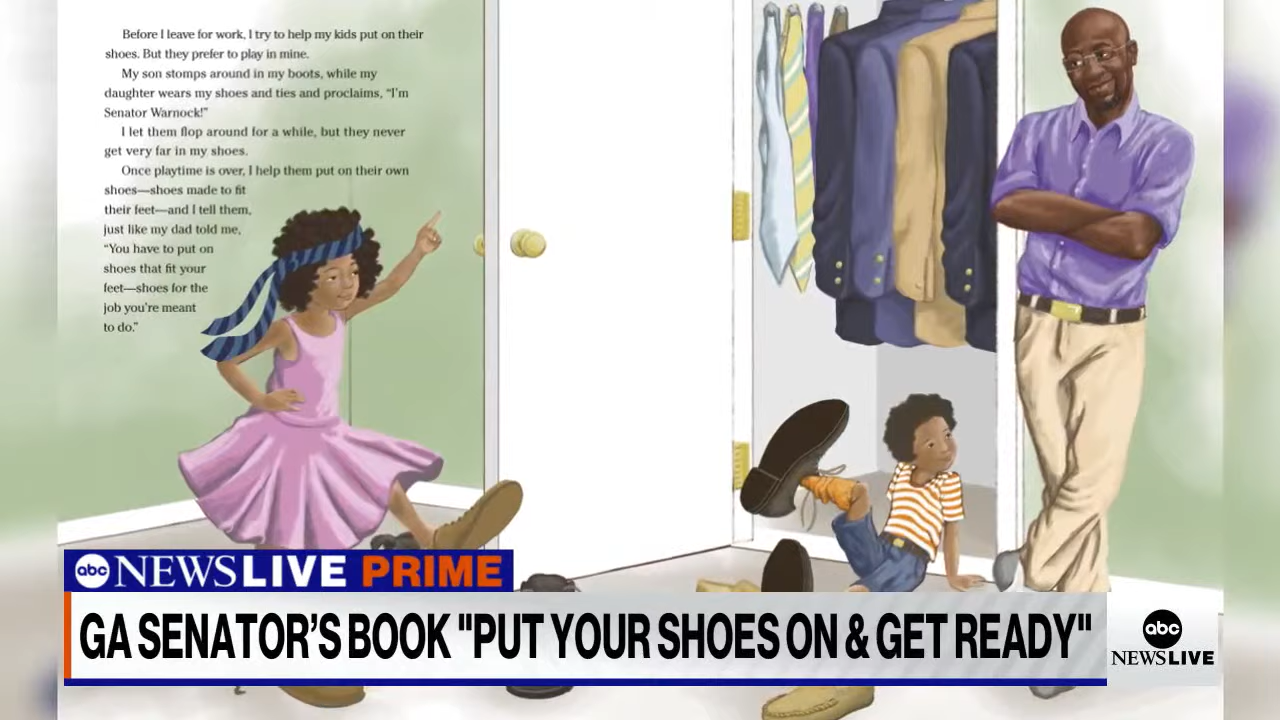 Before I leave for work, I try to help my kids put on their
shoes. But they prefer to play in mine.
My son stomps around in my boots, while my
daughter wears my shoes and ties and proclaims, “I’m
Senator Warnock!”
I let them flop around for a while, but they never
get very far in my shoes.
Once playtime is over, I help them put on their own
shoes—shoes made to fit
their feet—and I tell them,
just like my dad told me,
“You have to put on
shoes that fit your
feet—shoes for the
job you’re meant
to do.”
abc NEWS LIVE PRIME
GA SENATOR’S BOOK "PUT YOUR SHOES ON & GET READY"
abc
NEWS LIVE